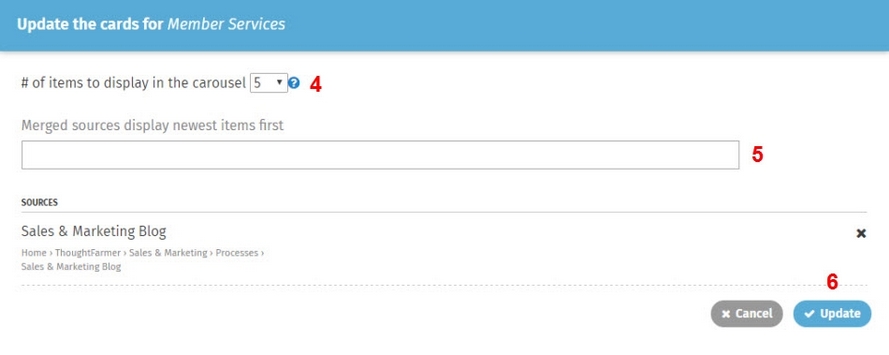 Update the cards for Member Services
# of items to display in the carousel 5 ? 4
Merged sources display newest items first
5
SOURCES
Sales & Marketing Blog
Home › ThoughtFarmer › Sales & Marketing › Processes ›
Sales & Marketing Blog
6
Cancel Update